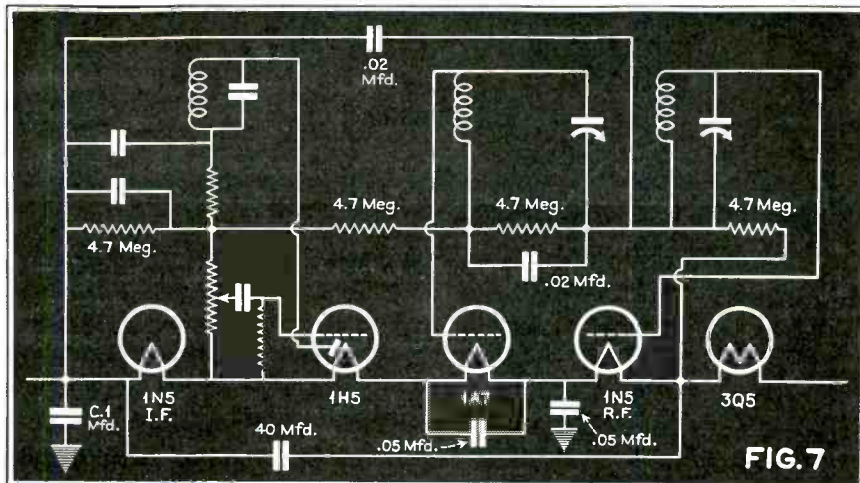 .02
Mfd.
4.7 Meg.
4.7 Meg.
4.7 Meg.
4.7 Meg.
.02 Mfd.
1N5
I.F.
1H5
1A7
1N5
R.F.
3Q5
C.1
Mfd.
40 Mfd.
.05 Mfd.
.05 Mfd.
FIG.7